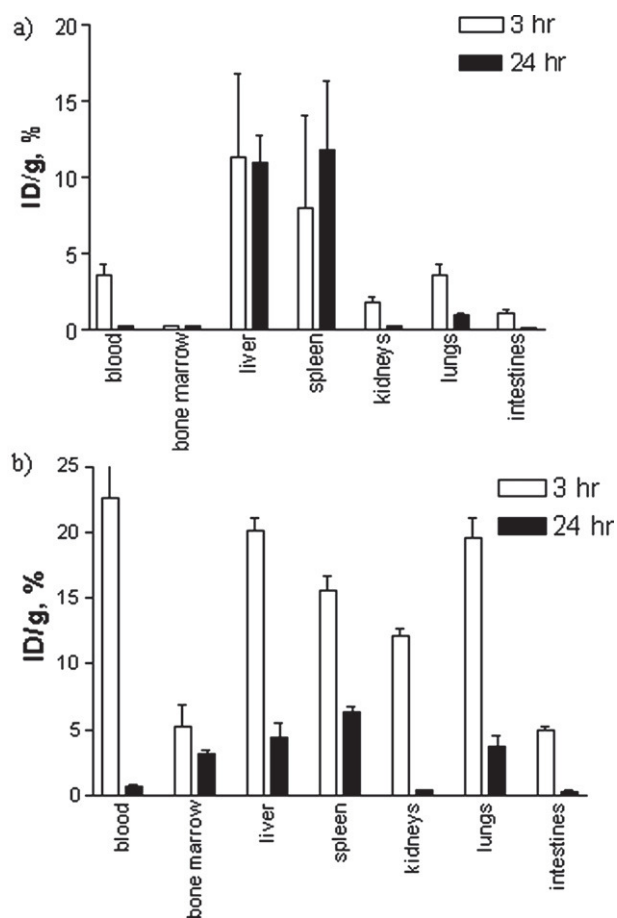 a)
20
15
10
5
0
ID/g, %
3 hr
24 hr
blood
bone marrow
liver
spleen
kidneys
lungs
intestines
b)
25
20
15
10
5
0
ID/g, %
3 hr
24 hr
blood
bone marrow
liver
spleen
kidneys
lungs
intestines